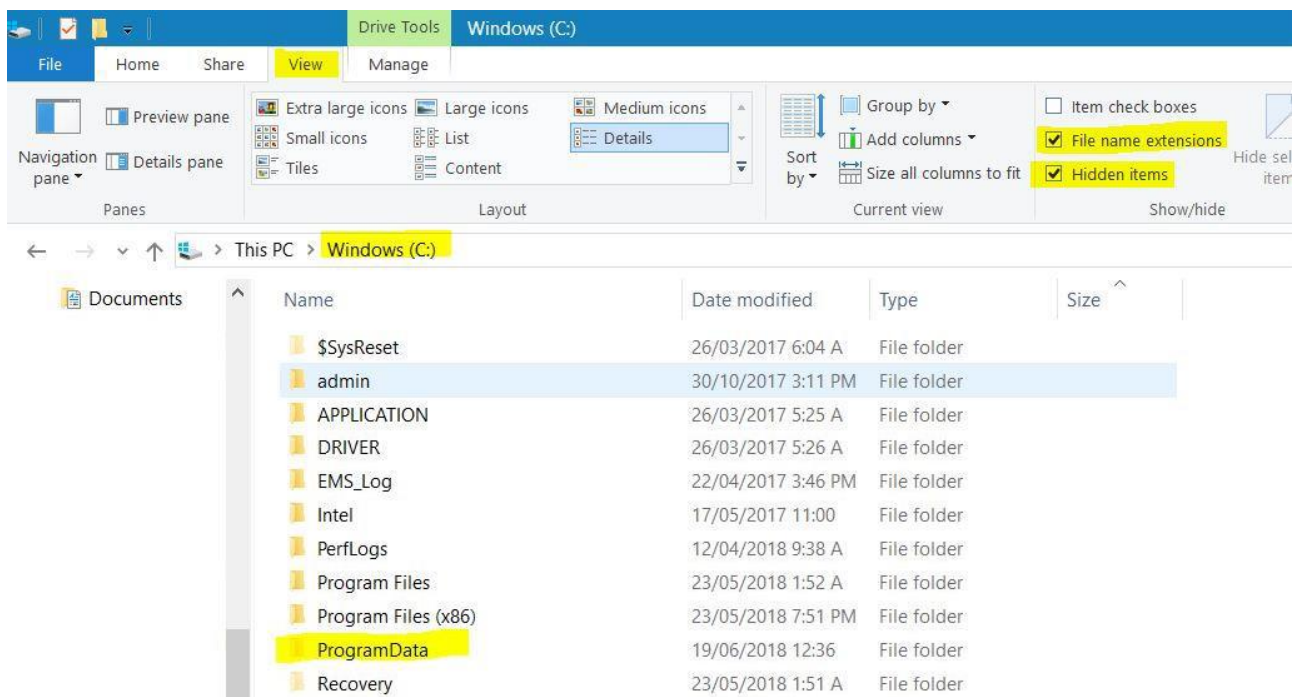 Drive Tools Windows (C:)
File Home Share View Manage
Extra large icons Large icons Medium icons Group by Item check boxes
Preview pane
Small icons List Details Add columns File name extensions
Navigation pane Details pane Tiles Content Sort by Size all columns to fit Hidden items Hide
Panes Layout Current view Show/hide
This PC > Windows (C:)
Documents Name Date modified Type Size
$SysReset 26/03/2017 6:04 A File folder
admin 30/10/2017 3:11 PM File folder
APPLICATION 26/03/2017 5:25 A File folder
DRIVER 26/03/2017 5:26 A File folder
EMS_Log 22/04/2017 3:46 PM File folder
Intel 17/05/2017 11:00 File folder
PerfLogs 12/04/2018 9:38 A File folder
Program Files 23/05/2018 1:52 A File folder
Program Files (x86) 23/05/2018 7:51 PM File folder
ProgramData 19/06/2018 12:36 File folder
Recovery 23/05/2018 1:51 A File folder